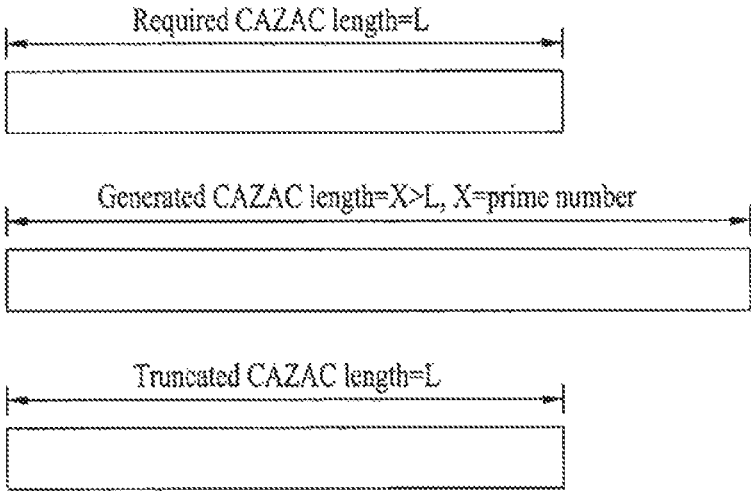 Required CAZAC length=L
Generated CAZAC length=X>L, X=prime number
Truncated CAZAC length=L